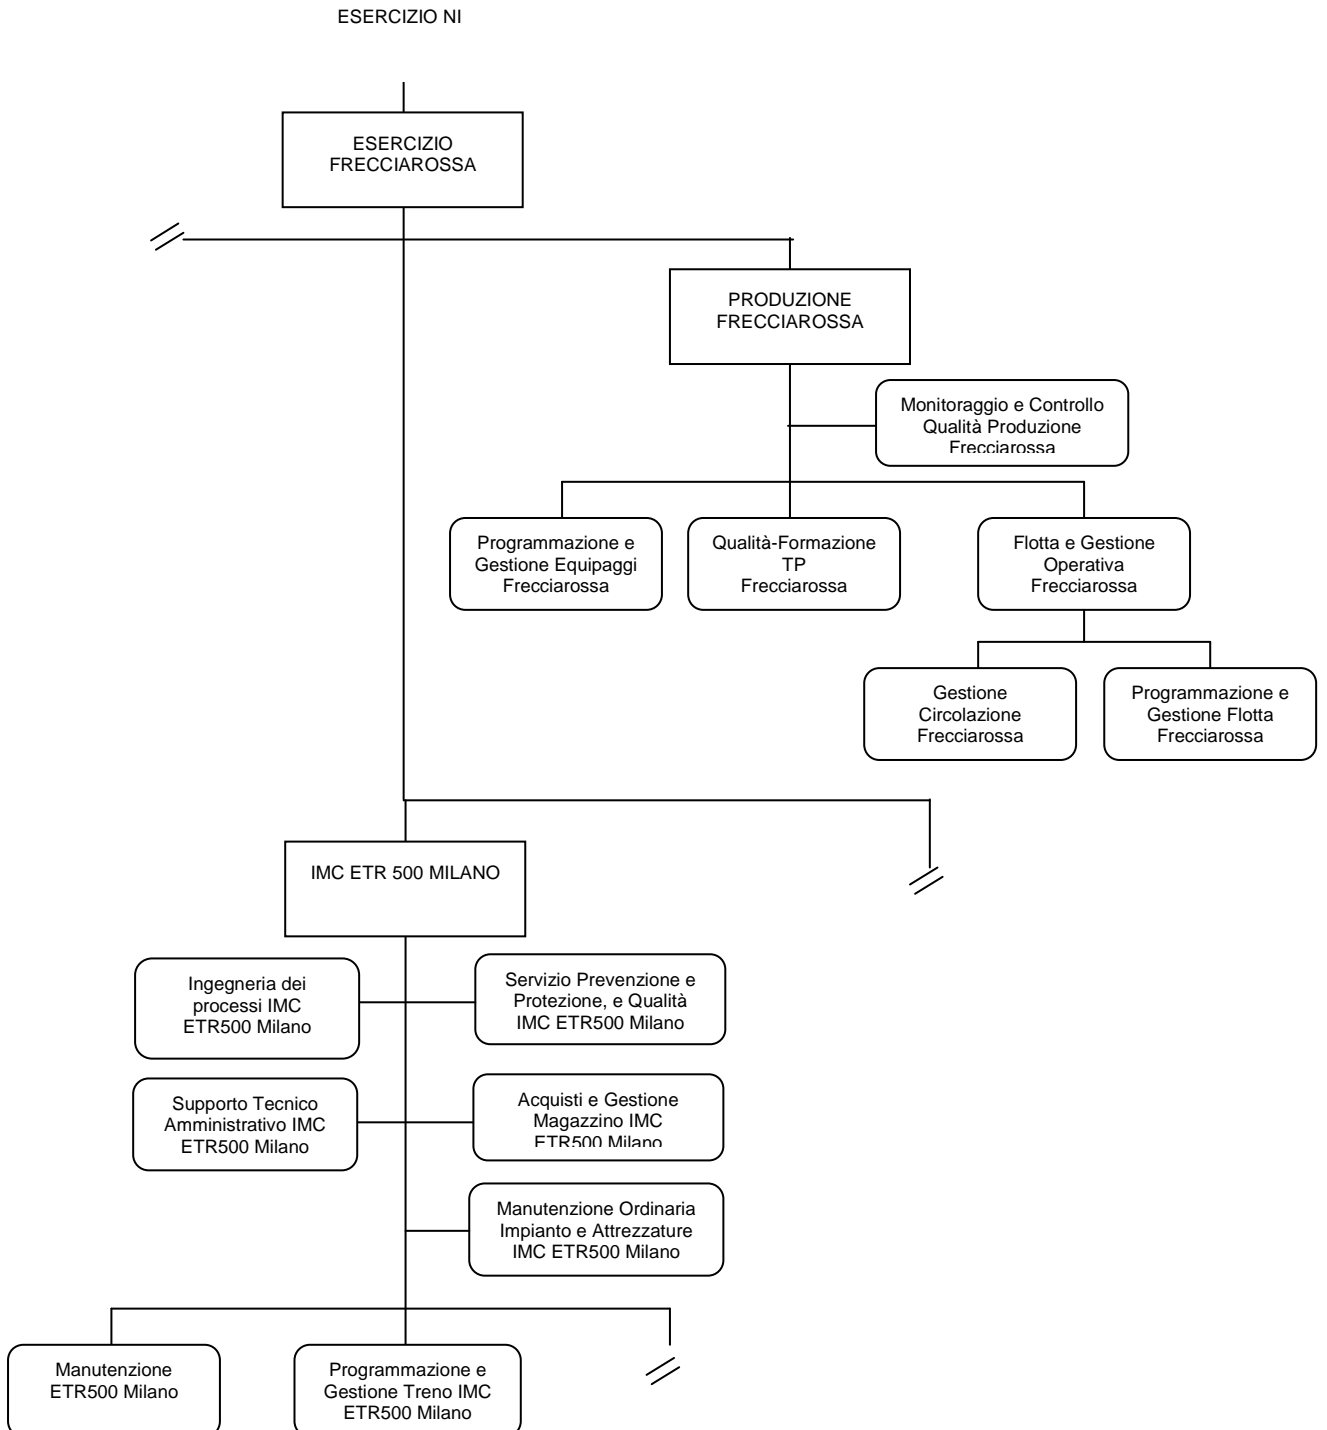 ESERCIZIO NI
ESERCIZIO
FRECCIAROSSA
PRODUZIONE
FRECCIAROSSA
Monitoraggio e Controllo
Qualità Produzione
Frecciarossa
Programmazione e
Gestione Equipaggi
Frecciarossa
Qualità-Formazione
TP
Frecciarossa
Flotta e Gestione
Operativa
Frecciarossa
Gestione
Circolazione
Frecciarossa
Programmazione e
Gestione Flotta
Frecciarossa
IMC ETR 500 MILANO
Ingegneria dei
processi IMC
ETR500 Milano
Servizio Prevenzione e
Protezione, e Qualità
IMC ETR500 Milano
Supporto Tecnico
Amministrativo IMC
ETR500 Milano
Acquisti e Gestione
Magazzino IMC
ETR500 Milano
Manutenzione Ordinaria
Impianto e Attrezzature
IMC ETR500 Milano
Manutenzione
ETR500 Milano
Programmazione e
Gestione Treno IMC
ETR500 Milano